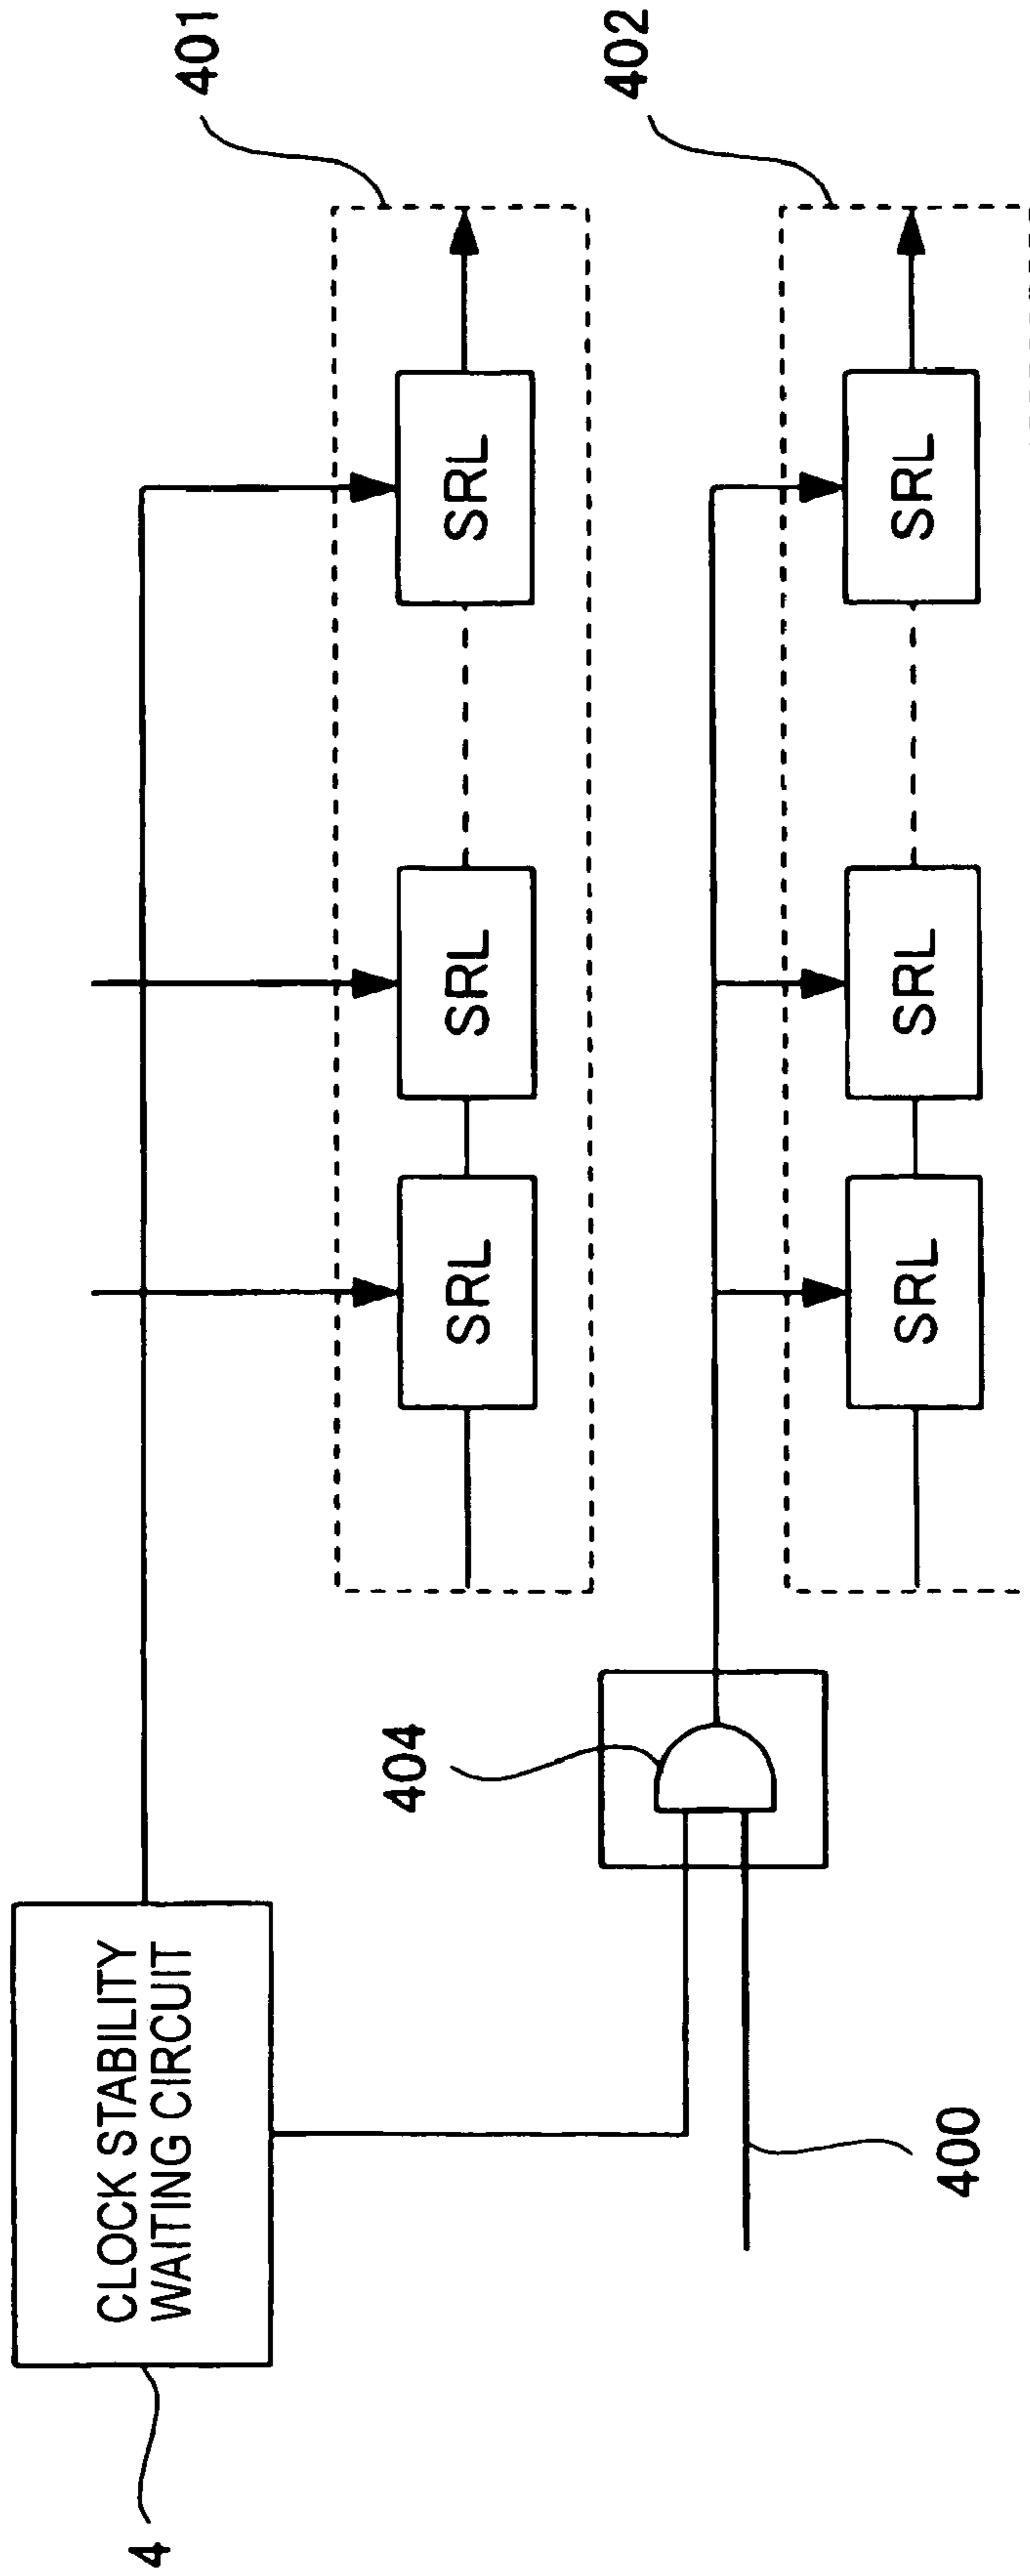 401
402
SRL
SRL
SRL
SRL
SRL
SRL
404
CLOCK STABILITY
WAITING CIRCUIT
400
4